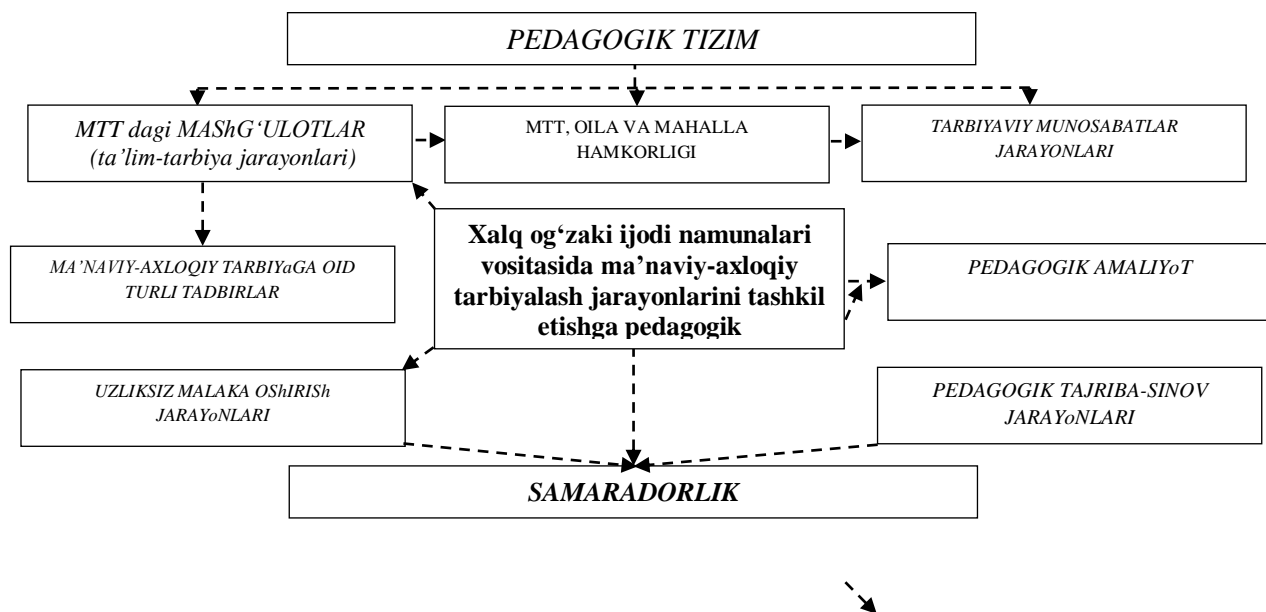 PEDAGOGIK TIZIM
MTT dagi MAShG‘ULOTLAR
(ta’lim-tarbiya jarayonlari)
MTT, OILA VA MAHALLA
HAMKORLIGI
TARBIYAVIY MUNOSABATLAR
JARAYONLARI
Xalq og‘zaki ijodi namunalari
vositasida ma’naviy-axloqiy
tarbiyalash jarayonlarini tashkil
etishga pedagogik
MA’NAVIY-AXLOQIY TARBIYaGA OID
TURLI TADBIRLAR
PEDAGOGIK AMALIYoT
UZLIKSIZ MALAKA OShIRISh
JARAYoNLARI
PEDAGOGIK TAJRIBA-SINOV
JARAYoNLARI
SAMARADORLIK